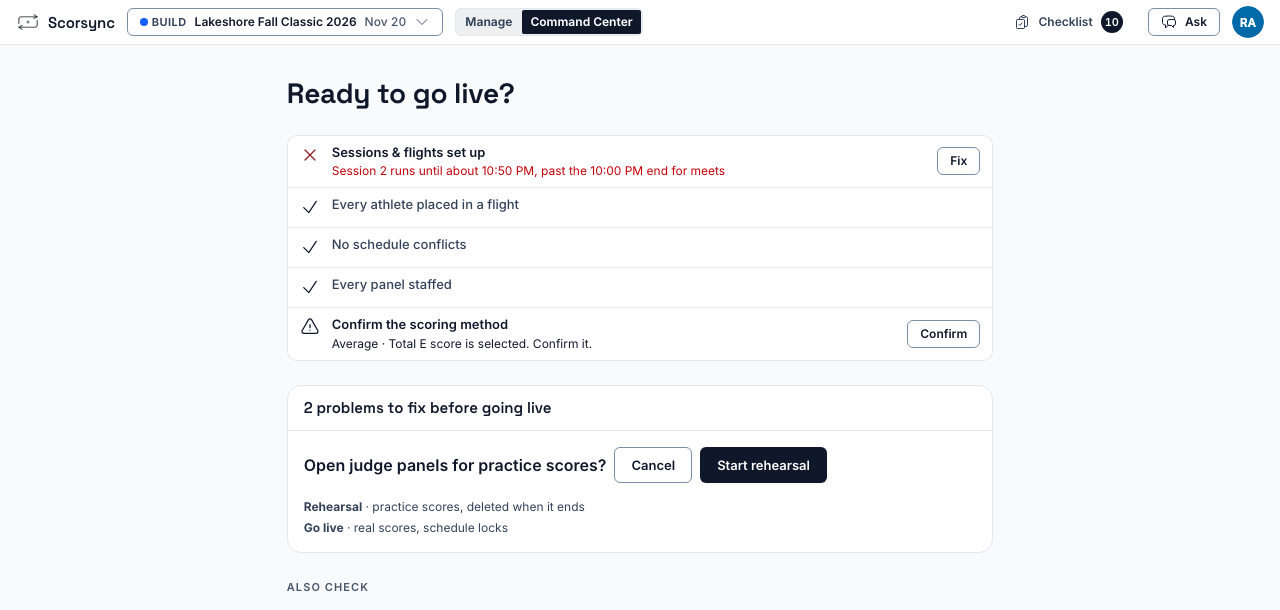 Scorsync
BUILD Lakeshore Fall Classic 2026 Nov 20
Manage Command Center
Checklist 10
Ask
RA
Ready to go live?
Sessions & flights set up
Session 2 runs until about 10:50 PM, past the 10:00 PM end for meets
Fix
Every athlete placed in a flight
No schedule conflicts
Every panel staffed
Confirm the scoring method
Average · Total E score is selected. Confirm it.
Confirm
2 problems to fix before going live
Open judge panels for practice scores? Cancel Start rehearsal
Rehearsal · practice scores, deleted when it ends
Go live · real scores, schedule locks
ALSO CHECK